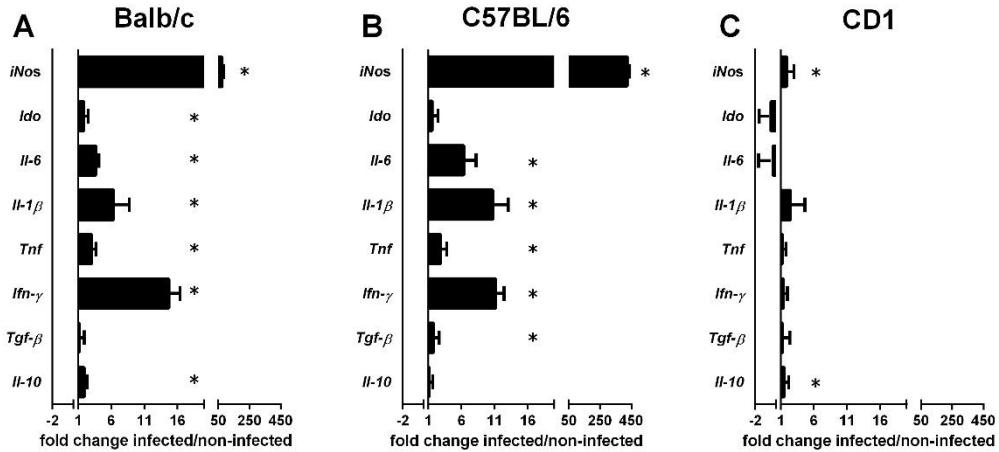 A Balb/c
iNos *
Ido *
Il-6 *
Il-1β *
Tnf *
Ifn-γ *
Tgf-β
Il-10 *
-2 1 6 11 16 50 250 450
fold change infected/non-infected
B C57BL/6
iNos *
Ido
Il-6 *
Il-1β *
Tnf *
Ifn-γ *
Tgf-β *
Il-10
-2 1 6 11 16 50 250 450
fold change infected/non-infected
C CD1
iNos *
Ido
Il-6
Il-1β
Tnf
Ifn-γ
Tgf-β
Il-10 *
-2 1 6 11 16 50 250 450
fold change infected/non-infected